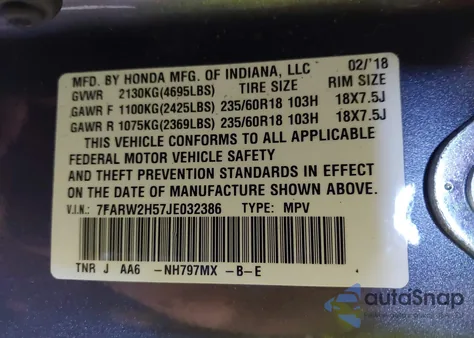 MFD. BY HONDA MFG. OF INDIANA, LLC 02/'18
GVWR 2130KG(4695LBS) TIRE SIZE RIM SIZE
GAWR F 1100KG(2425LBS) 235/60R18 103H 18X7.5J
GAWR R 1075KG(2369LBS) 235/60R18 103H 18X7.5J
THIS VEHICLE CONFORMS TO ALL APPLICABLE
FEDERAL MOTOR VEHICLE SAFETY
AND THEFT PREVENTION STANDARDS IN EFFECT
ON THE DATE OF MANUFACTURE SHOWN ABOVE.
V.I.N.: 7FARW2H57JE032386 TYPE: MPV
TNR J AA6 -NH797MX -B-E
autoSnap